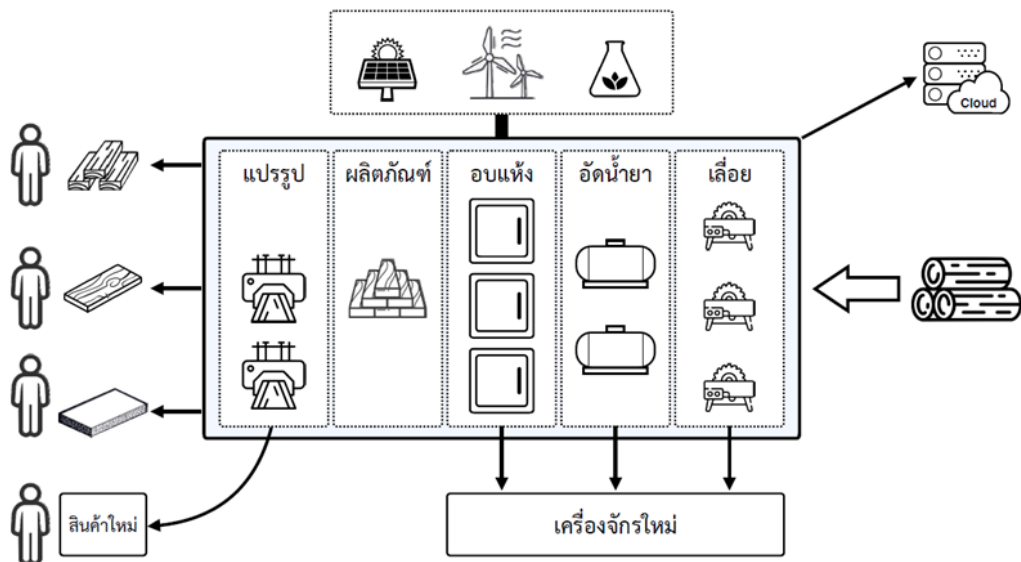 Cloud
แปรรูป
ผลิตภัณฑ์
อบแห้ง
อัดน้ำยา
เลื่อย
สินค้าใหม่
เครื่องจักรใหม่